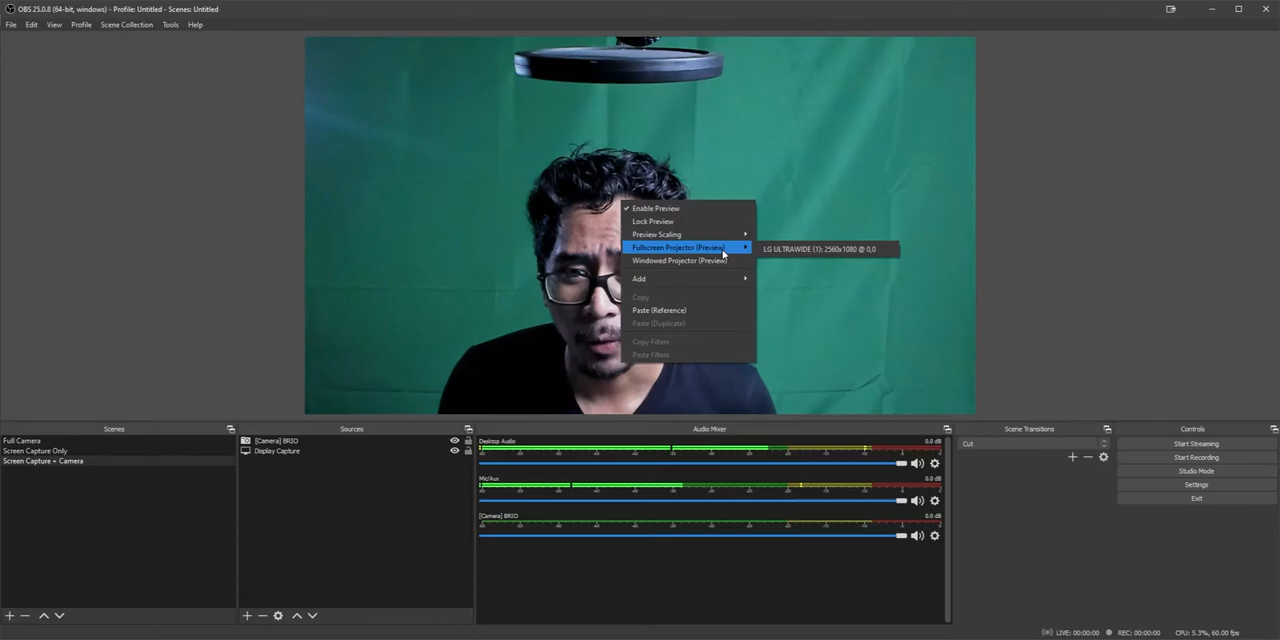 OBS 25.0.8 (64-bit, windows) - Profile: Untitled - Scenes: Untitled
File Edit View Profile Scene Collection Tools Help
Enable Preview
Lock Preview
Preview Scaling
Fullscreen Projector (Preview)
LG ULTRAWIDE (1): 2560x1080 @ 0,0
Windowed Projector (Preview)
Add
Copy
Paste (Reference)
Paste (Duplicate)
Copy Filters
Paste Filters
Scenes
Full Camera
Screen Capture Only
Screen Capture + Camera
Sources
[Camera] BRIO
Display Capture
Audio Mixer
Desktop Audio 0.0 dB
Mic/Aux 0.0 dB
[Camera] BRIO 0.0 dB
Scene Transitions
Cut
Controls
Start Streaming
Start Recording
Studio Mode
Settings
Exit
LIVE: 00:00:00 REC: 00:00:00 CPU: 5.3%, 60.00 fps